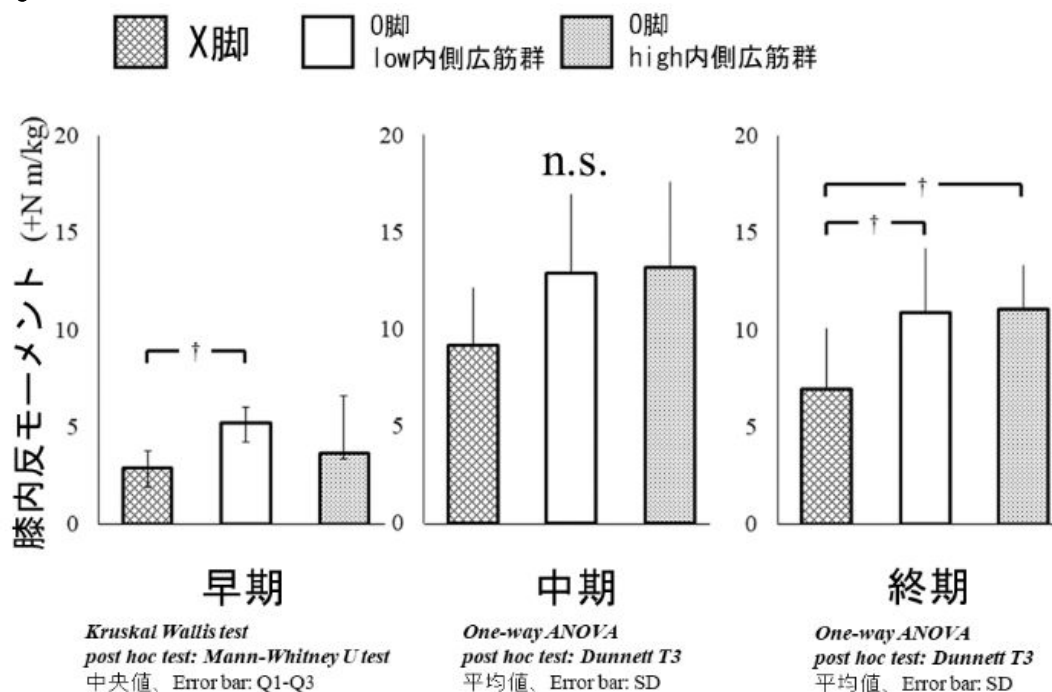 X脚
O脚
low内側広筋群
O脚
high内側広筋群
膝内反モーメント (+N m/kg)
20
15
10
5
0
†
早期
Kruskal Wallis test
post hoc test: Mann-Whitney U test
中央値、Error bar: Q1-Q3
20
15
10
5
0
n.s.
中期
One-way ANOVA
post hoc test: Dunnett T3
平均値、Error bar: SD
20
15
10
5
0
†
†
終期
One-way ANOVA
post hoc test: Dunnett T3
平均値、Error bar: SD